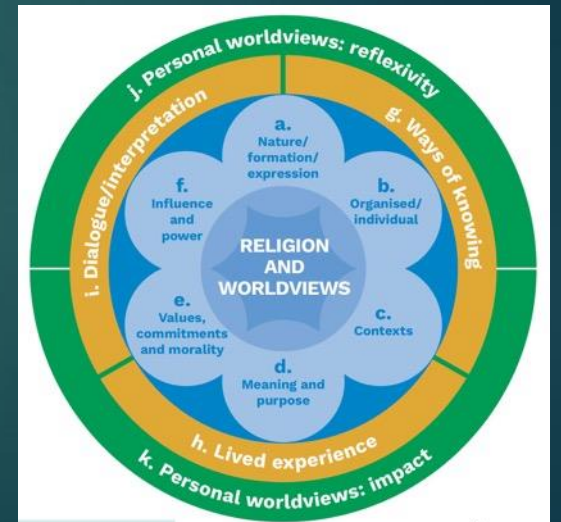 j. Personal worldviews: reflexivity
i. Dialogue/interpretation
g. Ways of knowing
a.
Nature/
formation/
expression
f.
Influence
and
power
b.
Organised/
individual
RELIGION
AND
WORLDVIEWS
e.
Values,
commitments
and morality
c.
Contexts
d.
Meaning and
purpose
h. Lived experience
k. Personal worldviews: impact